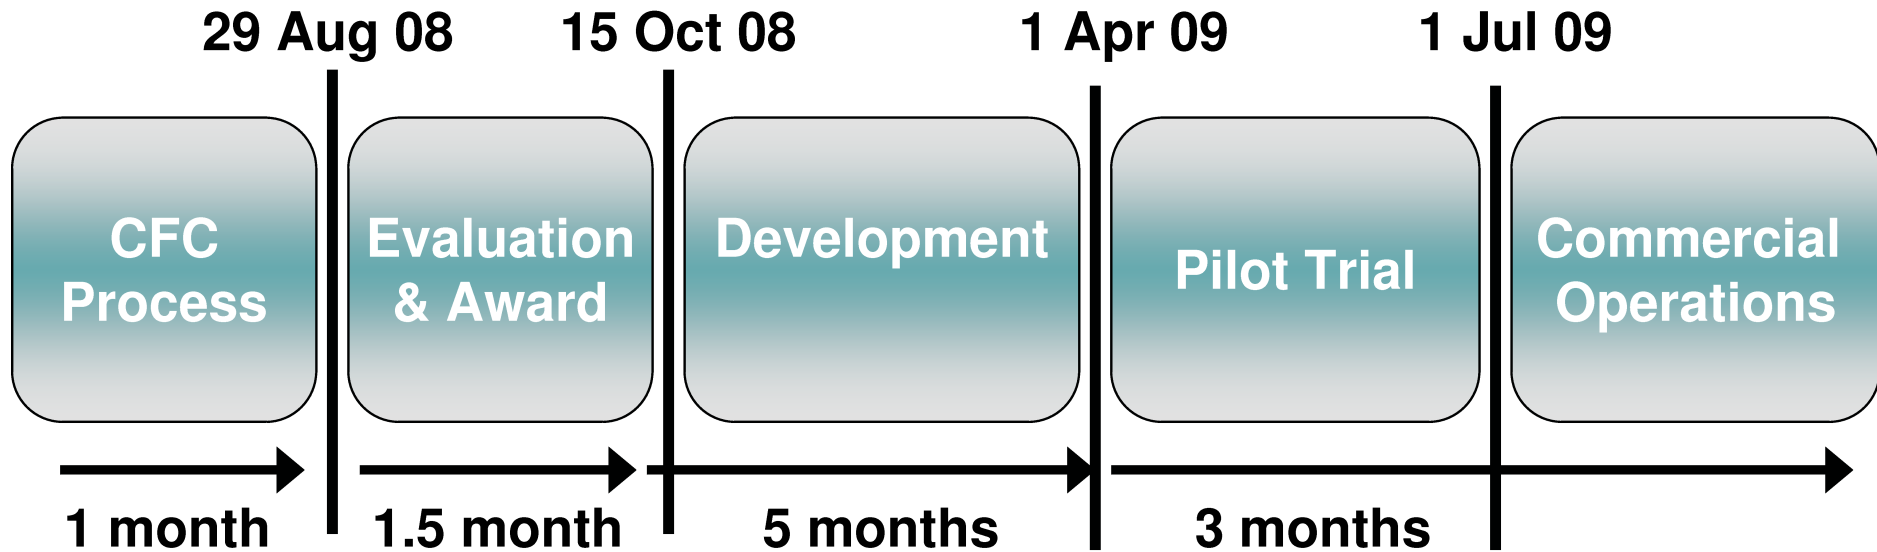 29 Aug 08
15 Oct 08
1 Apr 09
1 Jul 09
CFC
Process
Evaluation
& Award
Development
Pilot Trial
Commercial
Operations
1 month
1.5 month
5 months
3 months